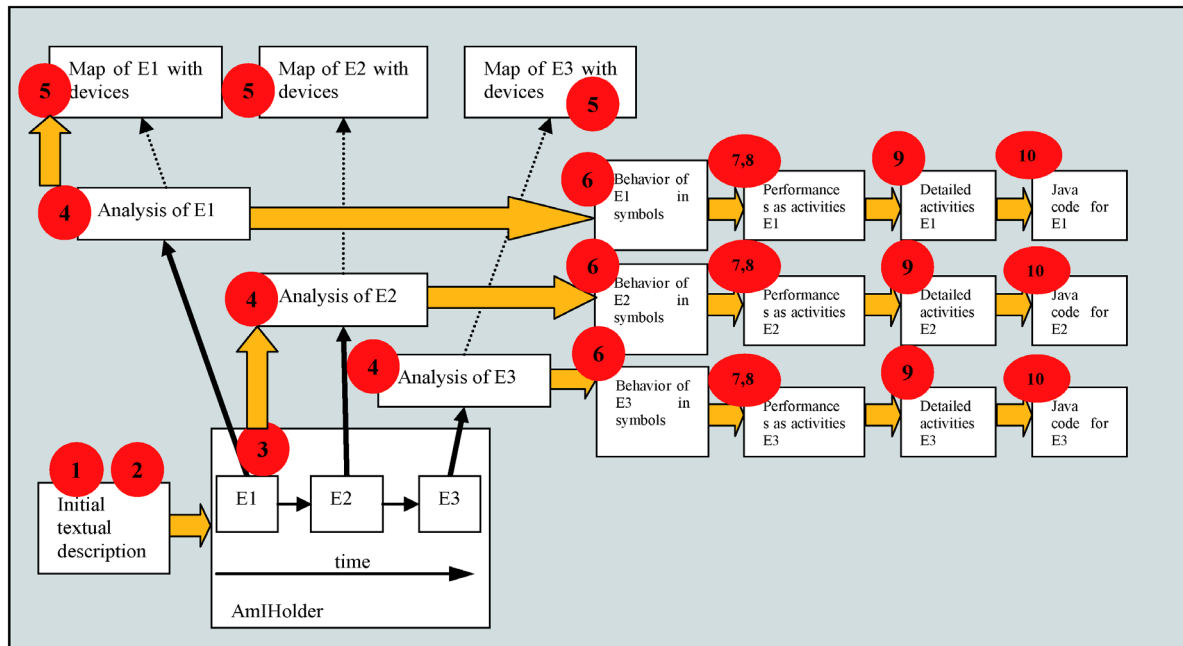 Map of E1 with
devices
5
Map of E2 with
devices
5
Map of E3 with
devices
5
4
Analysis of E1
6
Behavior of
E1 in
symbols
7,8
Performance
s as activities
E1
9
Detailed
activities
E1
10
Java
code for
E1
4
Analysis of E2
6
Behavior of
E2 in
symbols
7,8
Performance
s as activities
E2
9
Detailed
activities
E2
10
Java
code for
E2
4
Analysis of E3
6
Behavior of
E3 in
symbols
7,8
Performance
s as activities
E3
9
Detailed
activities
E3
10
Java
code for
E3
1
2
Initial
textual
description
3
E1
E2
E3
time
AmIHolder